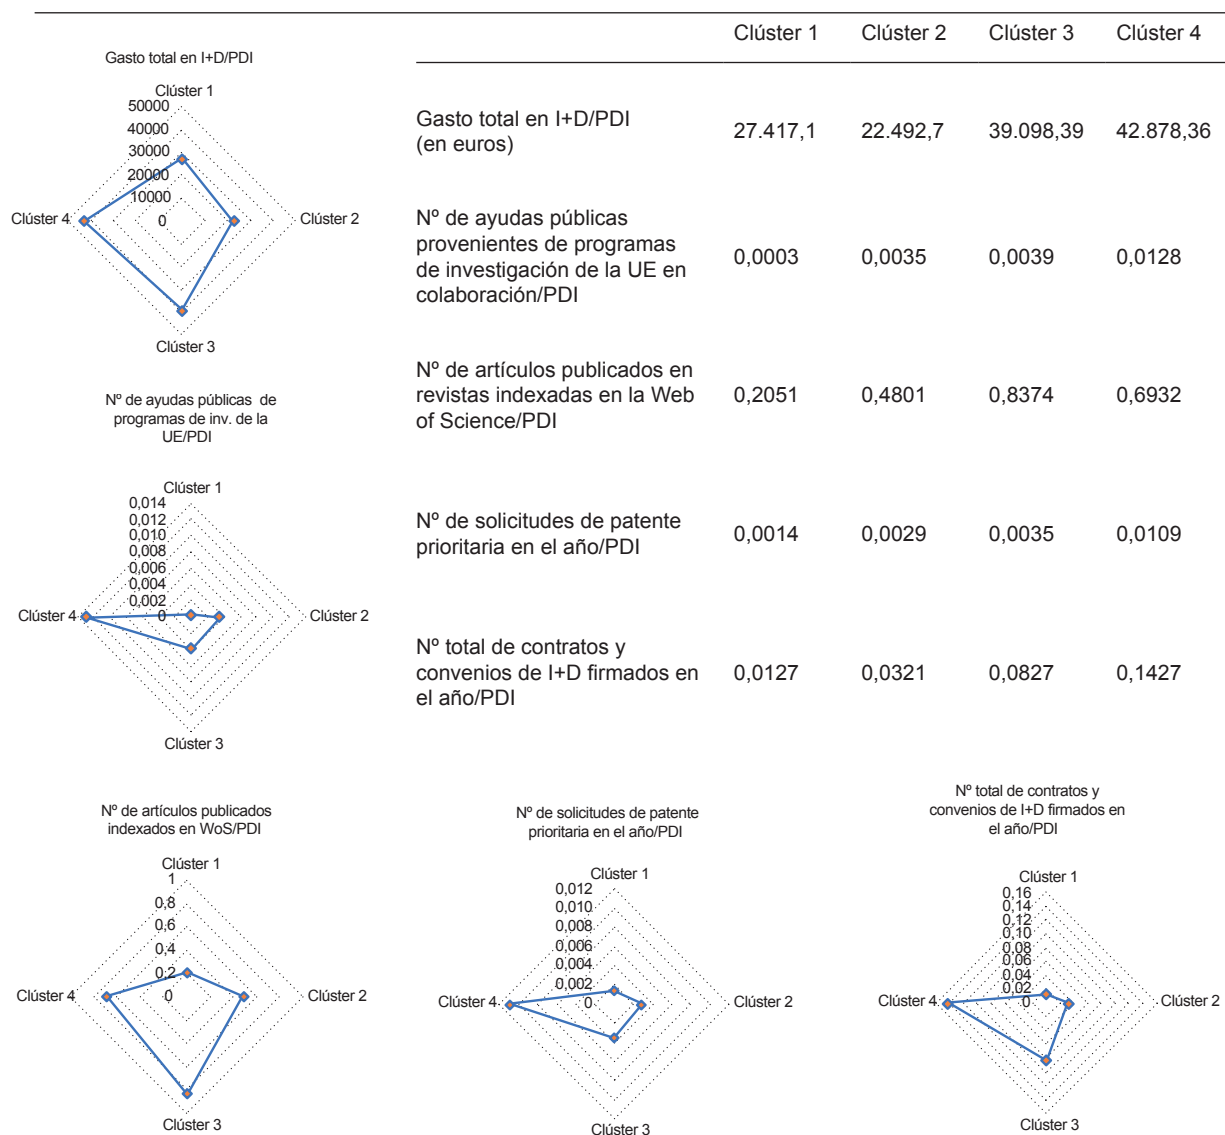 Clúster 1 Clúster 2 Clúster 3 Clúster 4
Gasto total en I+D/PDI
(en euros)
27.417,1 22.492,7 39.098,39 42.878,36
Nº de ayudas públicas
provenientes de programas
de investigación de la UE en
colaboración/PDI
0,0003 0,0035 0,0039 0,0128
Nº de artículos publicados en
revistas indexadas en la Web
of Science/PDI
0,2051 0,4801 0,8374 0,6932
Nº de solicitudes de patente
prioritaria en el año/PDI
0,0014 0,0029 0,0035 0,0109
Nº total de contratos y
convenios de I+D firmados en
el año/PDI
0,0127 0,0321 0,0827 0,1427
Gasto total en I+D/PDI
Clúster 1
50000
40000
30000
20000
10000
0
Clúster 4
Clúster 2
Clúster 3
Nº de ayudas públicas de
programas de inv. de la
UE/PDI
Clúster 1
0,014
0,012
0,010
0,008
0,006
0,004
0,002
0
Clúster 4
Clúster 2
Clúster 3
Nº de artículos publicados
indexados en WoS/PDI
Clúster 1
1
0,8
0,6
0,4
0,2
0
Clúster 4
Clúster 2
Clúster 3
Nº de solicitudes de patente
prioritaria en el año/PDI
Clúster 1
0,012
0,010
0,008
0,006
0,004
0,002
0
Clúster 4
Clúster 2
Clúster 3
Nº total de contratos y
convenios de I+D firmados en
el año/PDI
Clúster 1
0,16
0,14
0,12
0,10
0,08
0,06
0,04
0,02
0
Clúster 4
Clúster 2
Clúster 3